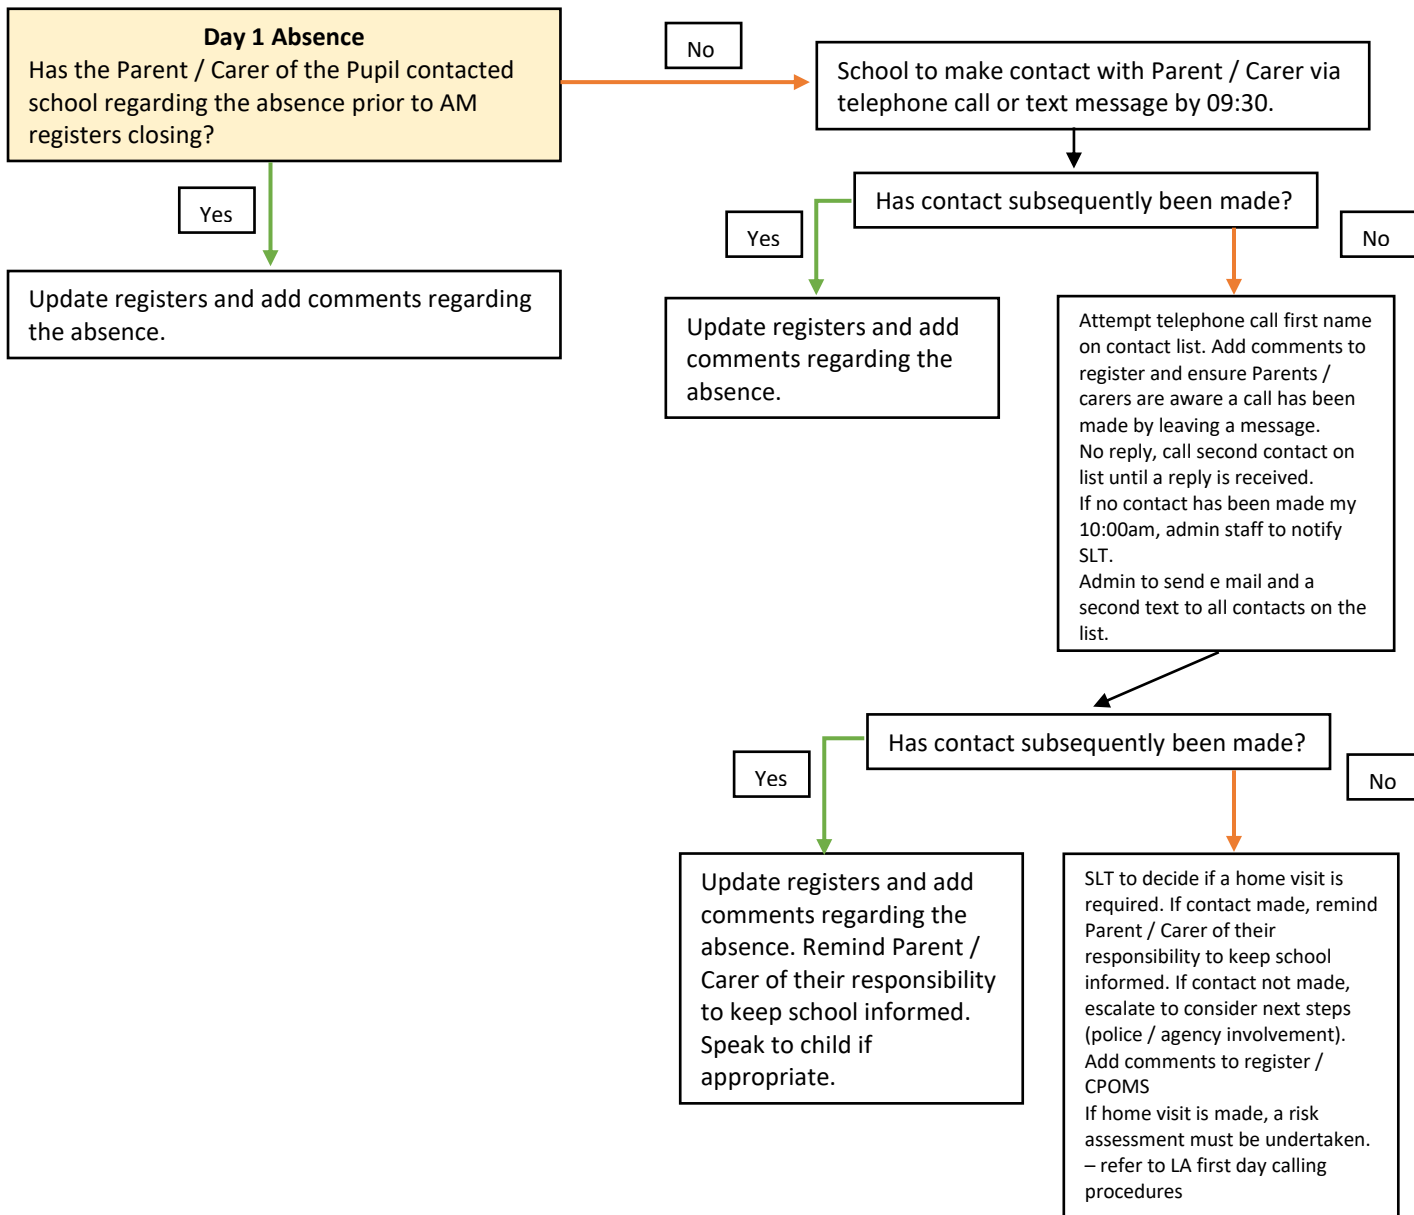 Day 1 Absence
Has the Parent / Carer of the Pupil contacted
school regarding the absence prior to AM
registers closing?
No
School to make contact with Parent / Carer via
telephone call or text message by 09:30.
Yes
Update registers and add comments regarding
the absence.
Has contact subsequently been made?
Yes
No
Update registers and add
comments regarding the
absence.
Attempt telephone call first name
on contact list. Add comments to
register and ensure Parents /
carers are aware a call has been
made by leaving a message.
No reply, call second contact on
list until a reply is received.
If no contact has been made my
10:00am, admin staff to notify
SLT.
Admin to send e mail and a
second text to all contacts on the
list.
Has contact subsequently been made?
Yes
No
Update registers and add
comments regarding the
absence. Remind Parent /
Carer of their responsibility
to keep school informed.
Speak to child if
appropriate.
SLT to decide if a home visit is
required. If contact made, remind
Parent / Carer of their
responsibility to keep school
informed. If contact not made,
escalate to consider next steps
(police / agency involvement).
Add comments to register /
CPOMS
If home visit is made, a risk
assessment must be undertaken.
– refer to LA first day calling
procedures